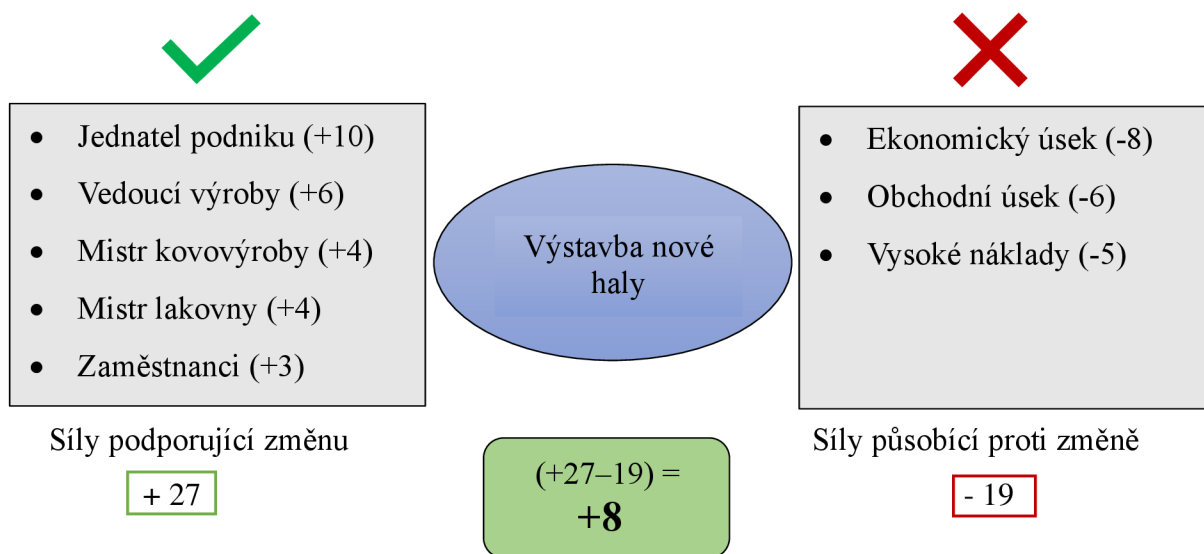 • Jednatel podniku (+10)
• Vedoucí výroby (+6)
• Mistr kovovýroby (+4)
• Mistr lakovny (+4)
• Zaměstnanci (+3)
Síly podporující změnu
+ 27
Výstavba nové
haly
(+27–19) =
+8
• Ekonomický úsek (-8)
• Obchodní úsek (-6)
• Vysoké náklady (-5)
Síly působící proti změně
- 19